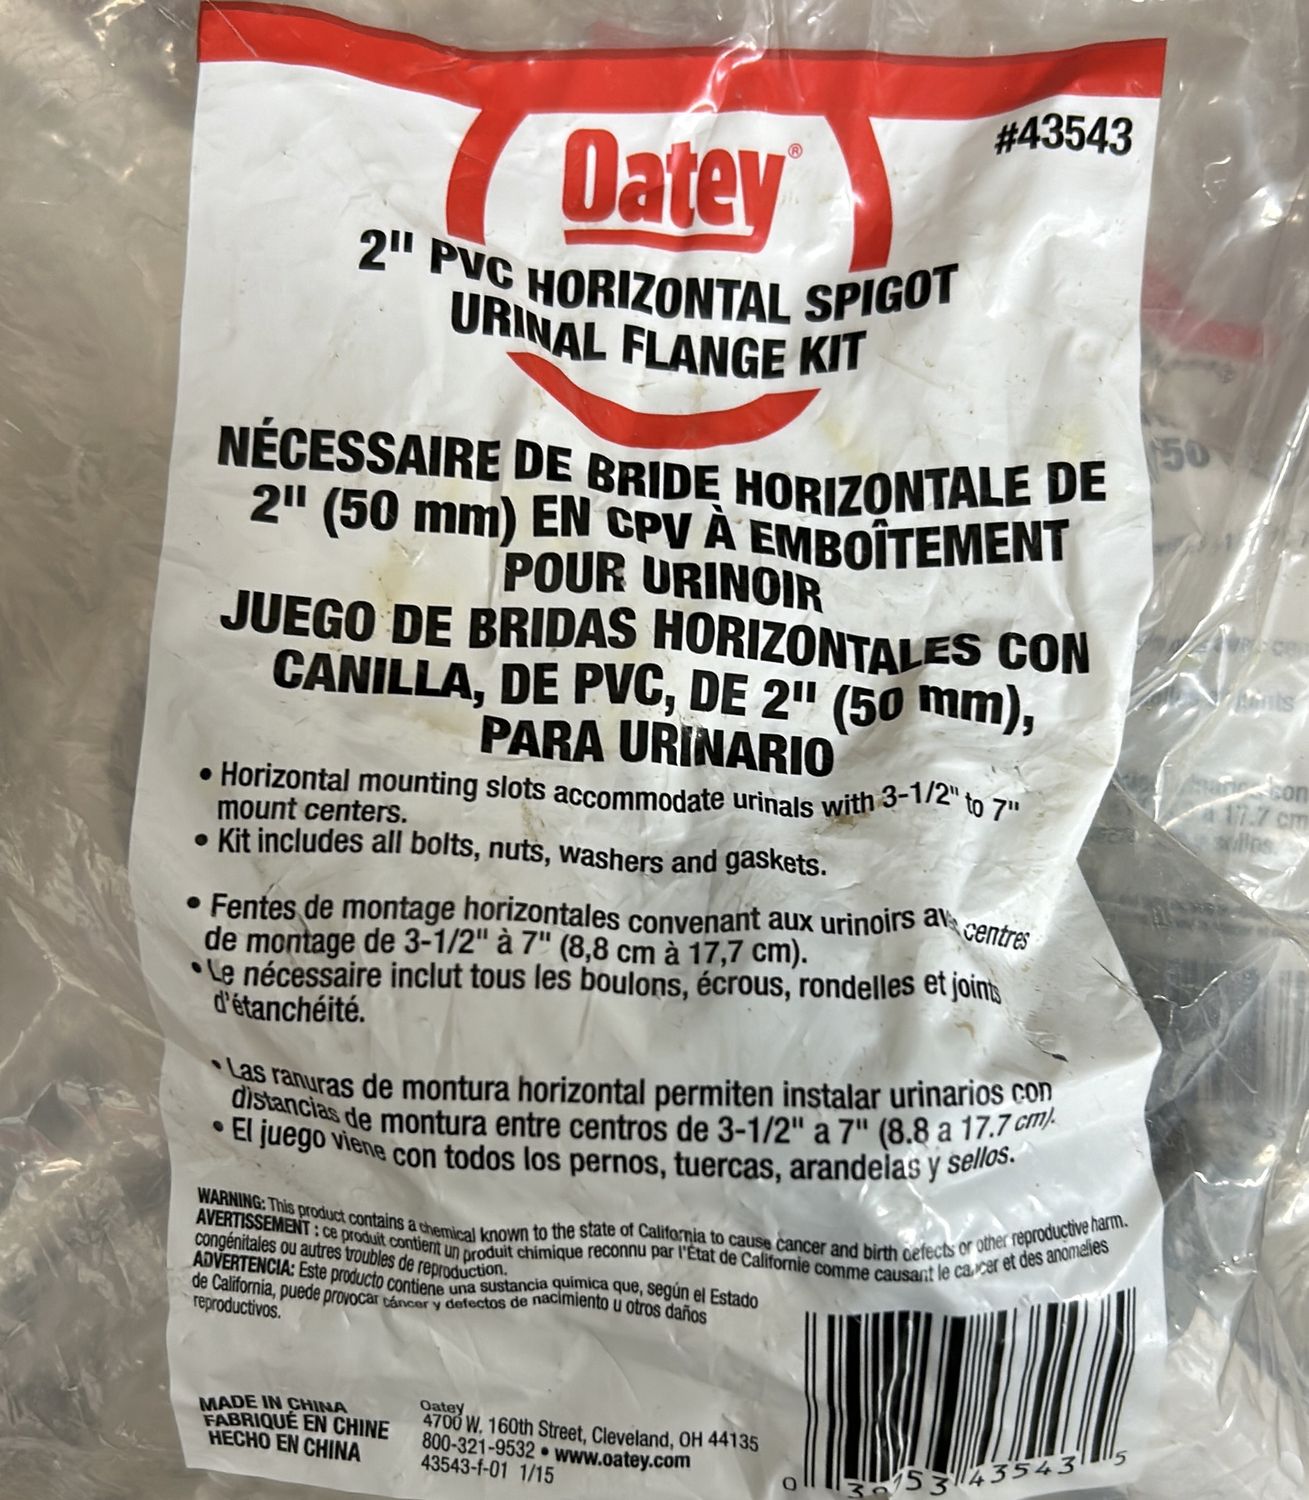 #43543
Oatey®
2" PVC HORIZONTAL SPIGOT
URINAL FLANGE KIT
NÉCESSAIRE DE BRIDE HORIZONTALE DE
2" (50 mm) EN CPV À EMBOÎTEMENT
POUR URINOIR
JUEGO DE BRIDAS HORIZONTALES CON
CANILLA, DE PVC, DE 2" (50 mm),
PARA URINARIO
• Horizontal mounting slots accommodate urinals with 3-1/2" to 7"
mount centers.
• Kit includes all bolts, nuts, washers and gaskets.
• Fentes de montage horizontales convenant aux urinoirs centres
de montage de 3-1/2" à 7" (8,8 cm à 17,7 cm).
• Le nécessaire inclut tous les boulons, écrous, rondelles et joints
d'étanchéité.
• Las ranuras de montura horizontal permiten instalar urinarios con
distancias de montura entre centros de 3-1/2" a 7" (8.8 a 17.7 cm).
• El juego viene con todos los pernos, tuercas, arandelas y sellos.
WARNING: This product contains a chemical known to the state of California to cause cancer and birth defects or other reproductive harm.
AVERTISSEMENT : ce produit contient un produit chimique reconnu par l'État de Californie comme causant le cancer et des anomalies
congénitales ou autres troubles de reproduction.
ADVERTENCIA: Este producto contiene una sustancia química que, según el Estado
de California, puede provocar cáncer y defectos de nacimiento u otros daños
reproductivos.
MADE IN CHINA
FABRIQUÉ EN CHINE
HECHO EN CHINA
Oatey
4700 W. 160th Street, Cleveland, OH 44135
800-321-9532 • www.oatey.com
43543-f-01 1/15
0 38753 43543 5